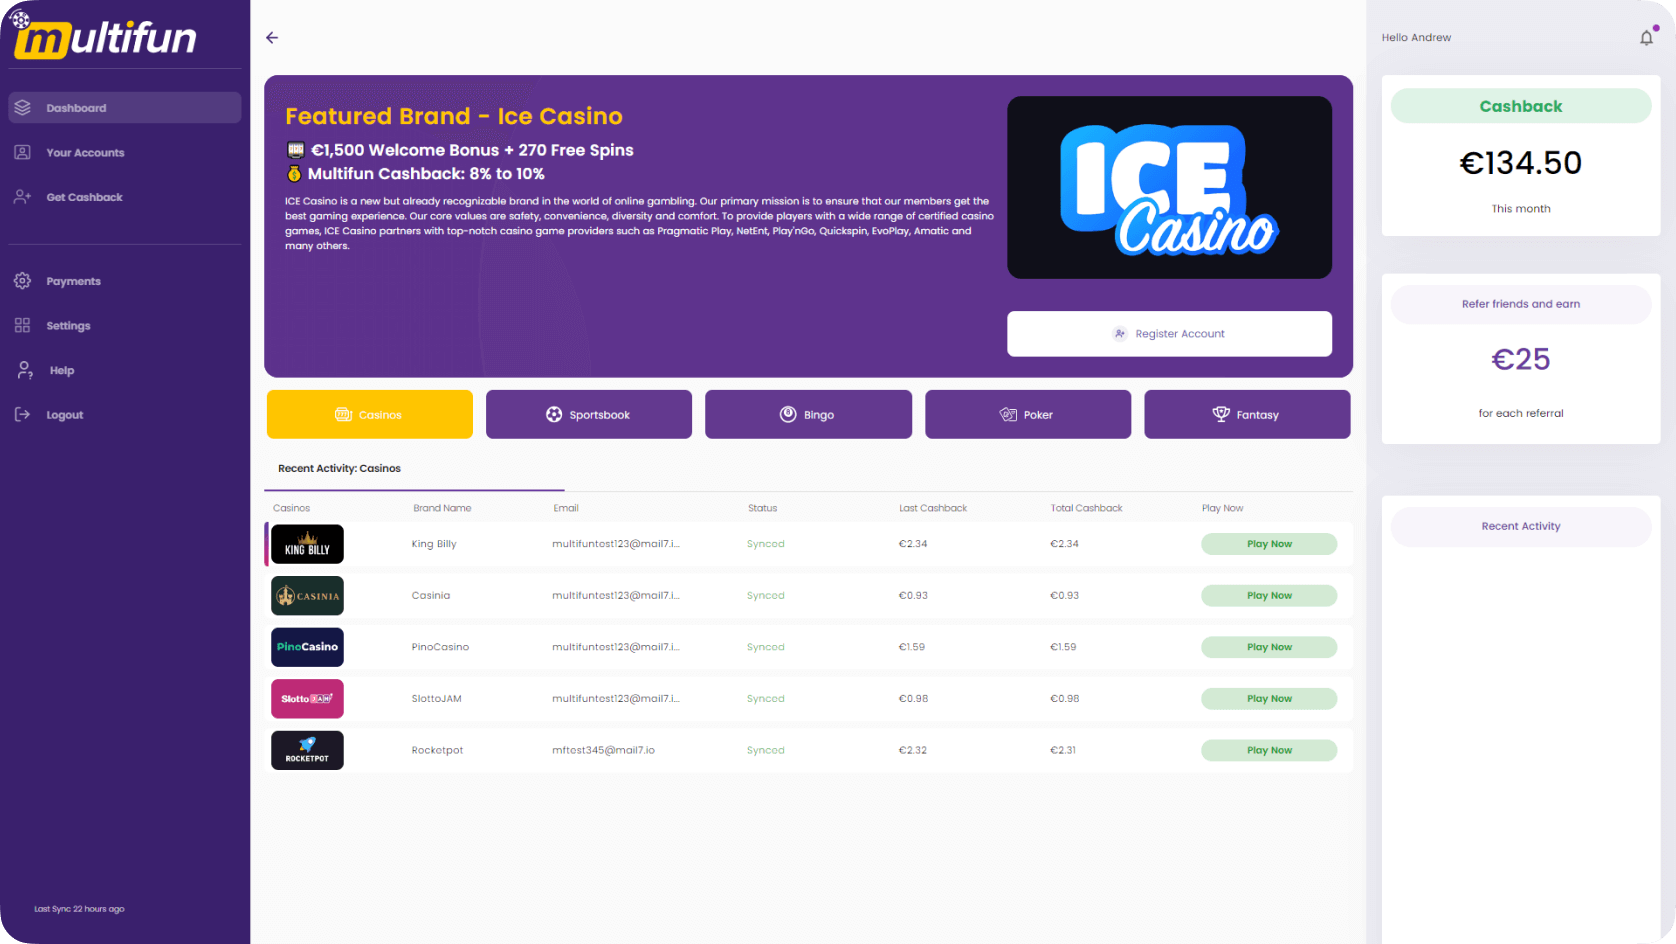 multifun
Dashboard
Your Accounts
Get Cashback
Payments
Settings
Help
Logout
Last Sync 22 hours ago
Featured Brand - Ice Casino
€1,500 Welcome Bonus + 270 Free Spins
Multifun Cashback: 8% to 10%
ICE Casino is a new but already recognizable brand in the world of online gambling. Our primary mission is to ensure that our members get the
best gaming experience. Our core values are safety, convenience, diversity and comfort. To provide players with a wide range of certified casino
games, ICE Casino partners with top-notch casino game providers such as Pragmatic Play, NetEnt, Play'nGo, Quickspin, EvoPlay, Amatic and
many others.
ICE
Casino
Register Account
Casinos
Sportsbook
Bingo
Poker
Fantasy
Recent Activity: Casinos
Casinos Brand Name Email Status Last Cashback Total Cashback Play Now
KING BILLY King Billy multifuntest123@mail7.i... Synced €2.34 €2.34 Play Now
CASINIA Casinia multifuntest123@mail7.i... Synced €0.93 €0.93 Play Now
PinoCasino PinoCasino multifuntest123@mail7.i... Synced €1.59 €1.59 Play Now
SlottoJAM SlottoJAM multifuntest123@mail7.i... Synced €0.98 €0.98 Play Now
ROCKETPOT Rocketpot mftest345@mail7.io Synced €2.32 €2.31 Play Now
Hello Andrew
Cashback
€134.50
This month
Refer friends and earn
€25
for each referral
Recent Activity